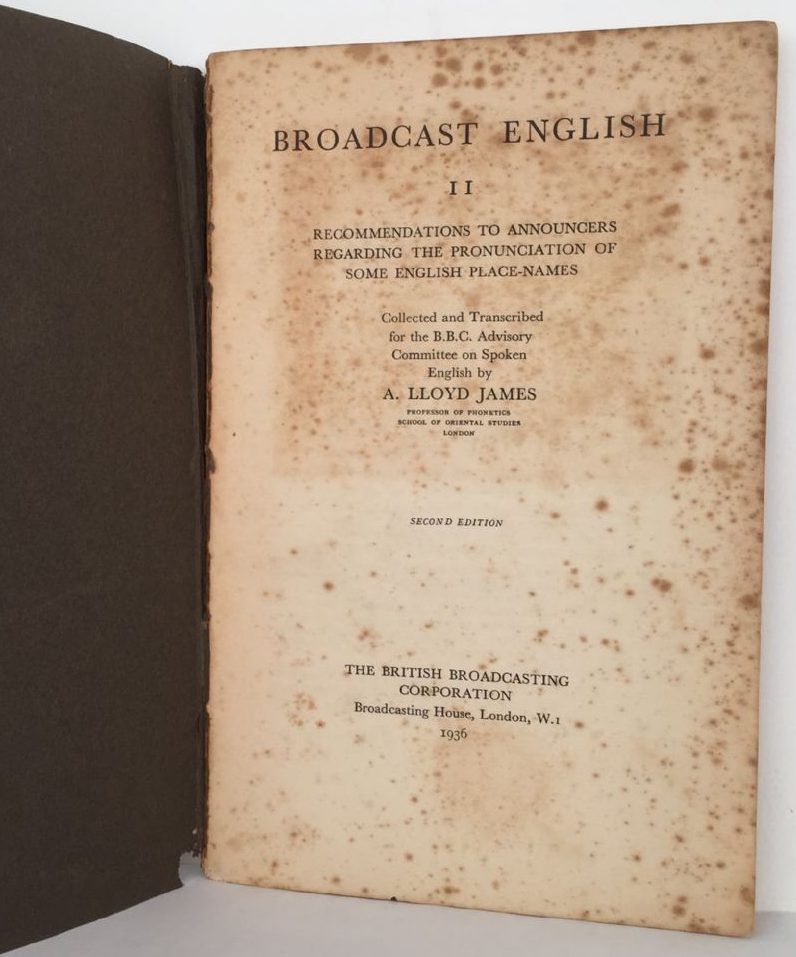 BROADCAST ENGLISH
II
RECOMMENDATIONS TO ANNOUNCERS
REGARDING THE PRONUNCIATION OF
SOME ENGLISH PLACE-NAMES
Collected and Transcribed
for the B.B.C. Advisory
Committee on Spoken
English by
A. LLOYD JAMES
PROFESSOR OF PHONETICS
SCHOOL OF ORIENTAL STUDIES
LONDON
SECOND EDITION
THE BRITISH BROADCASTING
CORPORATION
Broadcasting House, London, W.1
1936